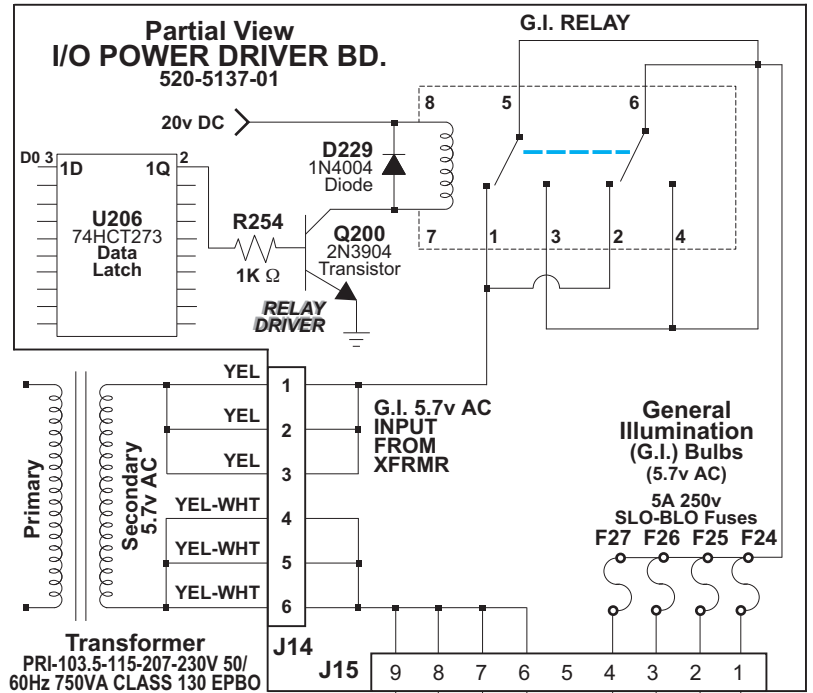 Partial View
I/O POWER DRIVER BD.
520-5137-01
G.I. RELAY
20v DC
8
5
6
D229
1N4004
Diode
D0 3
1D
1Q
2
U206
74HCT273
Data
Latch
R254
1K Ω
Q200
2N3904
Transistor
RELAY
DRIVER
7
1
3
2
4
YEL
1
YEL
2
YEL
3
YEL-WHT
4
YEL-WHT
5
YEL-WHT
6
G.I. 5.7v AC
INPUT
FROM
XFRMR
Primary
Secondary
5.7v AC
General
Illumination
(G.I.) Bulbs
(5.7v AC)
5A 250v
SLO-BLO Fuses
F27 F26 F25 F24
Transformer
PRI-103.5-115-207-230V 50/
60Hz 750VA CLASS 130 EPBO
J14
J15
9 8 7 6 5 4 3 2 1